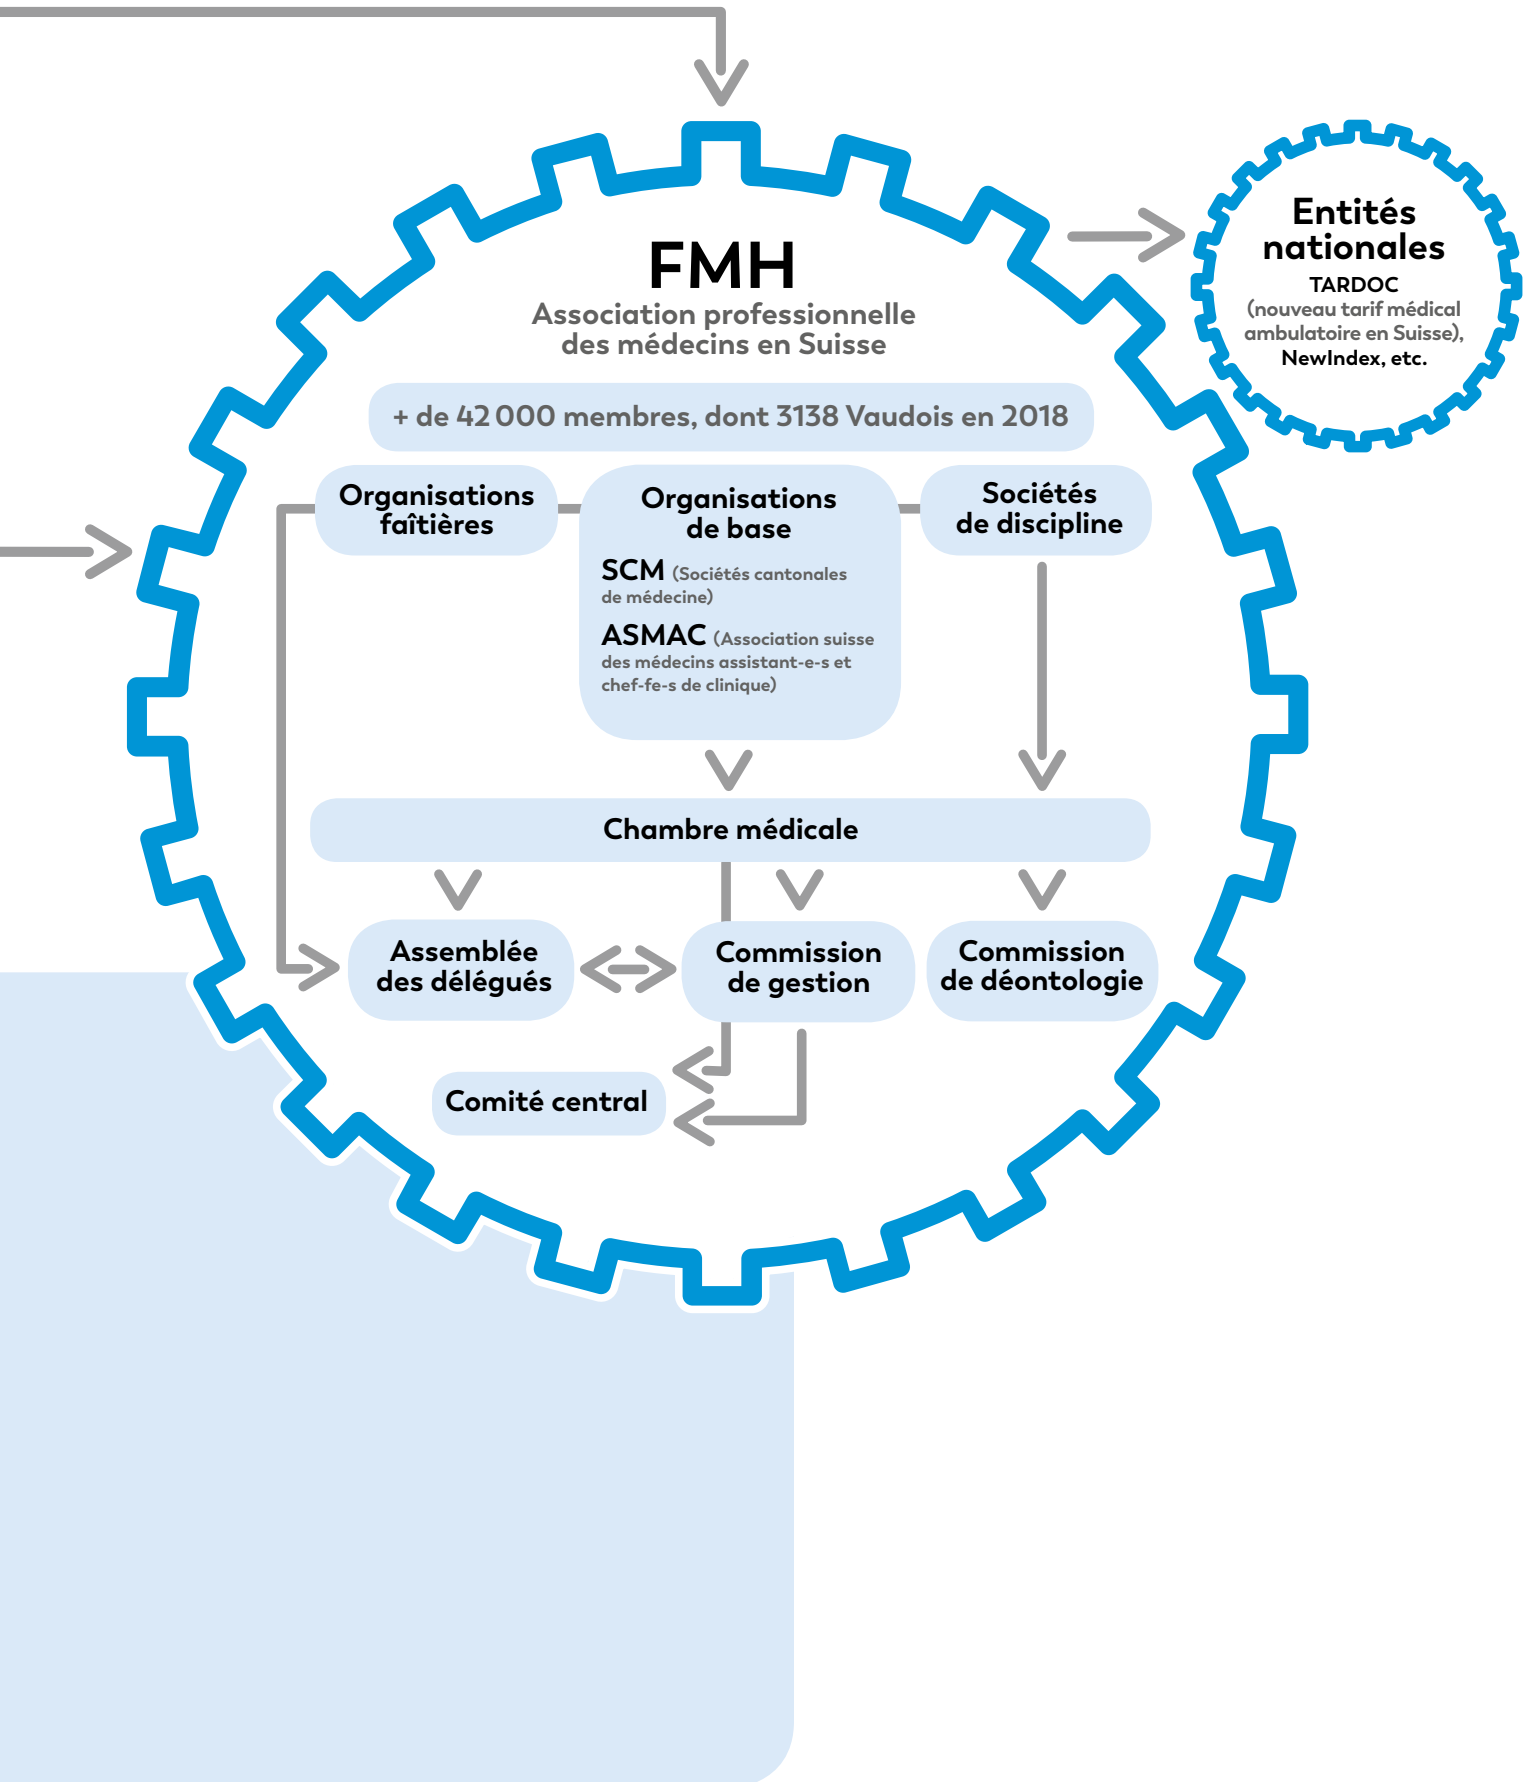 FMH
Association professionnelle
des médecins en Suisse
+ de 42 000 membres, dont 3138 Vaudois en 2018
Organisations
faîtières
Organisations
de base
SCM (Sociétés cantonales
de médecine)
ASMAC (Association suisse
des médecins assistant-e-s et
chef-fe-s de clinique)
Sociétés
de discipline
Chambre médicale
Assemblée
des délégués
Commission
de gestion
Commission
de déontologie
Comité central
Entités
nationales
TARDOC
(nouveau tarif médical
ambulatoire en Suisse),
NewIndex, etc.